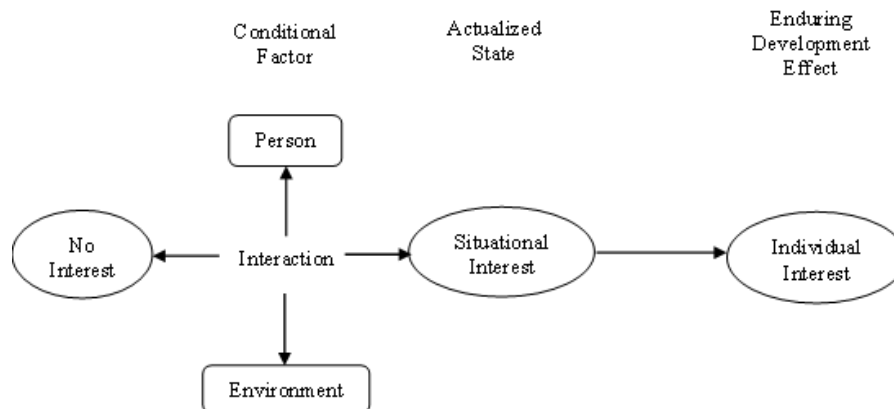 Conditional
Factor
Actualized
State
Enduring
Development
Effect
Person
No
Interest
Interaction
Situational
Interest
Individual
Interest
Environment